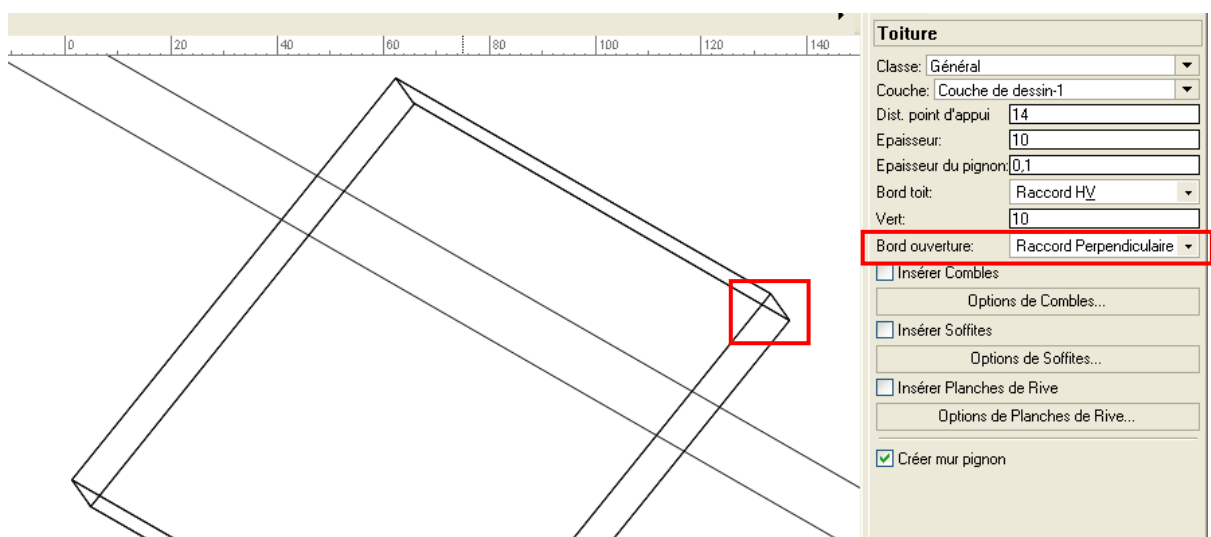 0 20 40 60 80 100 120 140
Toiture
Classe: Général
Couche: Couche de dessin-1
Dist. point d'appui 14
Epaisseur: 10
Epaisseur du pignon: 0,1
Bord toit: Raccord HV
Vert: 10
Bord ouverture: Raccord Perpendiculaire
Insérer Combles
Options de Combles...
Insérer Soffites
Options de Soffites...
Insérer Planches de Rive
Options de Planches de Rive...
Créer mur pignon